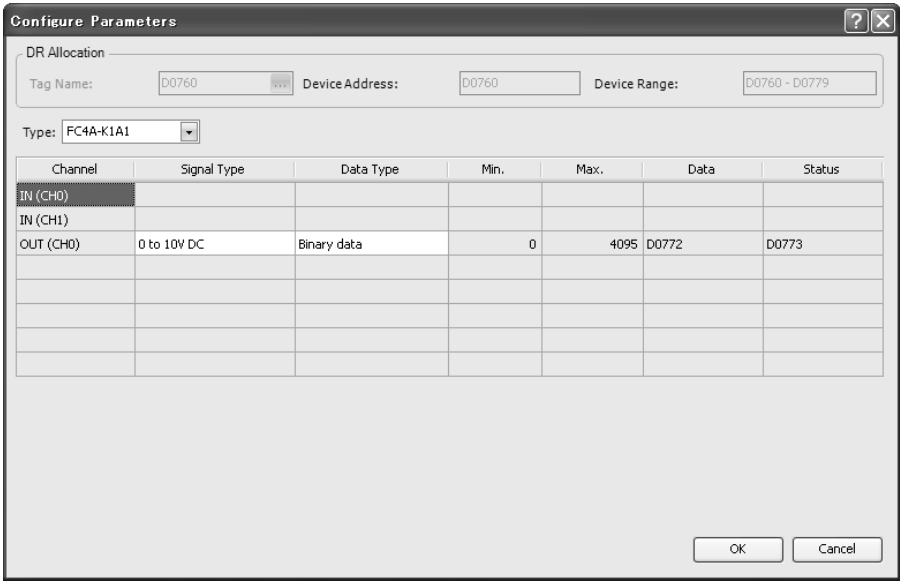 Configure Parameters
DR Allocation
Tag Name: D0760 ... Device Address: D0760 Device Range: D0760 - D0779
Type: FC4A-K1A1
Channel Signal Type Data Type Min. Max. Data Status
IN (CH0)
IN (CH1)
OUT (CH0) 0 to 10V DC Binary data 0 4095 D0772 D0773
OK Cancel